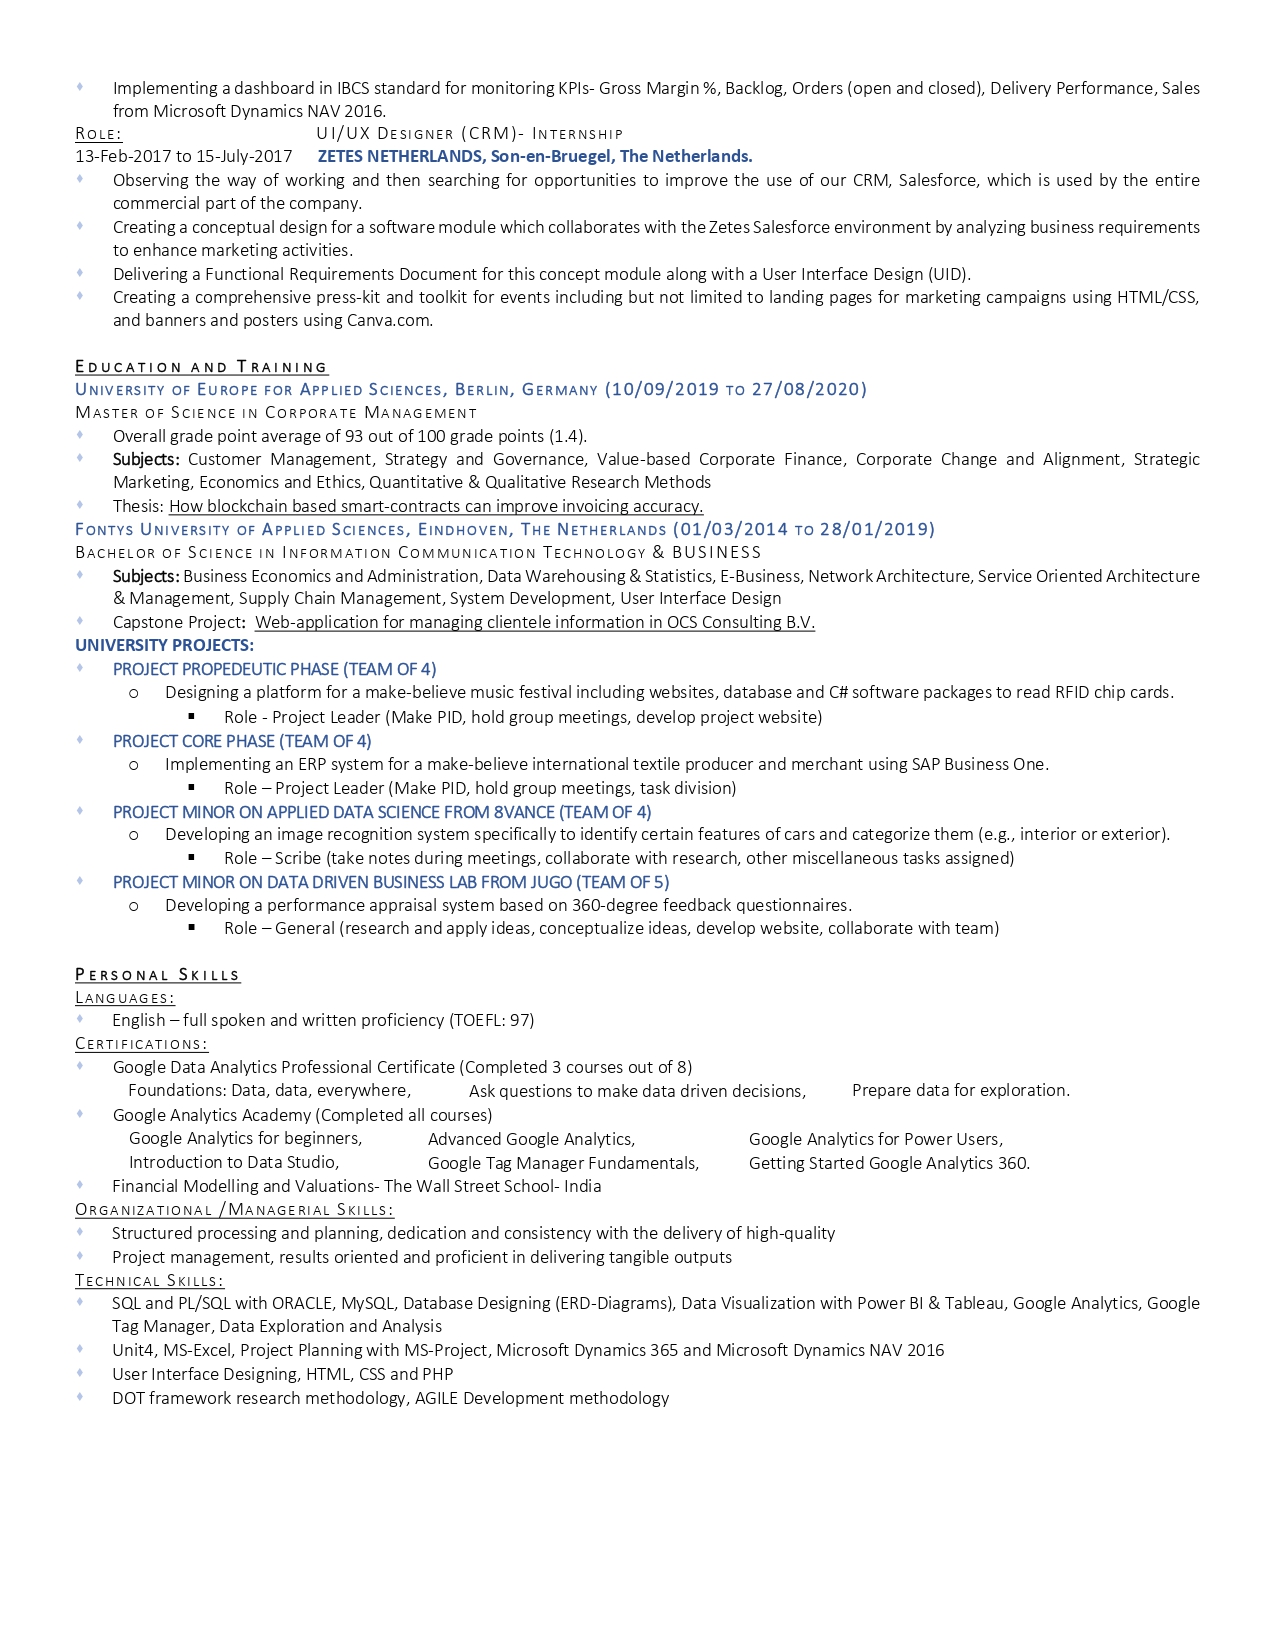 Implementing a dashboard in IBCS standard for monitoring KPIs- Gross Margin %, Backlog, Orders (open and closed), Delivery Performance, Sales
from Microsoft Dynamics NAV 2016.
ROLE: UI/UX DESIGNER (CRM)- INTERNSHIP
13-Feb-2017 to 15-July-2017 ZETES NETHERLANDS, Son-en-Bruegel, The Netherlands.
Observing the way of working and then searching for opportunities to improve the use of our CRM, Salesforce, which is used by the entire
commercial part of the company.
Creating a conceptual design for a software module which collaborates with the Zetes Salesforce environment by analyzing business requirements
to enhance marketing activities.
Delivering a Functional Requirements Document for this concept module along with a User Interface Design (UID).
Creating a comprehensive press-kit and toolkit for events including but not limited to landing pages for marketing campaigns using HTML/CSS,
and banners and posters using Canva.com.
EDUCATION AND TRAINING
UNIVERSITY OF EUROPE FOR APPLIED SCIENCES, BERLIN, GERMANY (10/09/2019 TO 27/08/2020)
MASTER OF SCIENCE IN CORPORATE MANAGEMENT
Overall grade point average of 93 out of 100 grade points (1.4).
Subjects: Customer Management, Strategy and Governance, Value-based Corporate Finance, Corporate Change and Alignment, Strategic
Marketing, Economics and Ethics, Quantitative & Qualitative Research Methods
Thesis: How blockchain based smart-contracts can improve invoicing accuracy.
FONTYS UNIVERSITY OF APPLIED SCIENCES, EINDHOVEN, THE NETHERLANDS (01/03/2014 TO 28/01/2019)
BACHELOR OF SCIENCE IN INFORMATION COMMUNICATION TECHNOLOGY & BUSINESS
Subjects: Business Economics and Administration, Data Warehousing & Statistics, E-Business, Network Architecture, Service Oriented Architecture
& Management, Supply Chain Management, System Development, User Interface Design
Capstone Project: Web-application for managing clientele information in OCS Consulting B.V.
UNIVERSITY PROJECTS:
PROJECT PROPEDEUTIC PHASE (TEAM OF 4)
o Designing a platform for a make-believe music festival including websites, database and C# software packages to read RFID chip cards.
Role - Project Leader (Make PID, hold group meetings, develop project website)
PROJECT CORE PHASE (TEAM OF 4)
o Implementing an ERP system for a make-believe international textile producer and merchant using SAP Business One.
Role – Project Leader (Make PID, hold group meetings, task division)
PROJECT MINOR ON APPLIED DATA SCIENCE FROM 8VANCE (TEAM OF 4)
o Developing an image recognition system specifically to identify certain features of cars and categorize them (e.g., interior or exterior).
Role – Scribe (take notes during meetings, collaborate with research, other miscellaneous tasks assigned)
PROJECT MINOR ON DATA DRIVEN BUSINESS LAB FROM JUGO (TEAM OF 5)
o Developing a performance appraisal system based on 360-degree feedback questionnaires.
Role – General (research and apply ideas, conceptualize ideas, develop website, collaborate with team)
PERSONAL SKILLS
LANGUAGES:
English – full spoken and written proficiency (TOEFL: 97)
CERTIFICATIONS:
Google Data Analytics Professional Certificate (Completed 3 courses out of 8)
Foundations: Data, data, everywhere, Ask questions to make data driven decisions, Prepare data for exploration.
Google Analytics Academy (Completed all courses)
Google Analytics for beginners, Advanced Google Analytics, Google Analytics for Power Users,
Introduction to Data Studio, Google Tag Manager Fundamentals, Getting Started Google Analytics 360.
Financial Modelling and Valuations- The Wall Street School- India
ORGANIZATIONAL /MANAGERIAL SKILLS:
Structured processing and planning, dedication and consistency with the delivery of high-quality
Project management, results oriented and proficient in delivering tangible outputs
TECHNICAL SKILLS:
SQL and PL/SQL with ORACLE, MySQL, Database Designing (ERD-Diagrams), Data Visualization with Power BI & Tableau, Google Analytics, Google
Tag Manager, Data Exploration and Analysis
Unit4, MS-Excel, Project Planning with MS-Project, Microsoft Dynamics 365 and Microsoft Dynamics NAV 2016
User Interface Designing, HTML, CSS and PHP
DOT framework research methodology, AGILE Development methodology